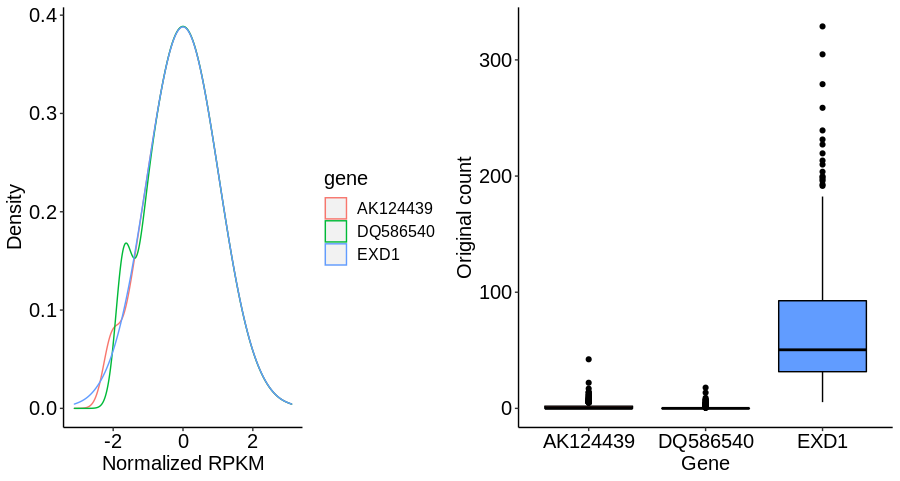 Density
0.4
0.3
0.2
0.1
0.0
-2 0 2
Normalized RPKM
gene
AK124439
DQ586540
EXD1
Original count
300
200
100
0
AK124439 DQ586540 EXD1
Gene